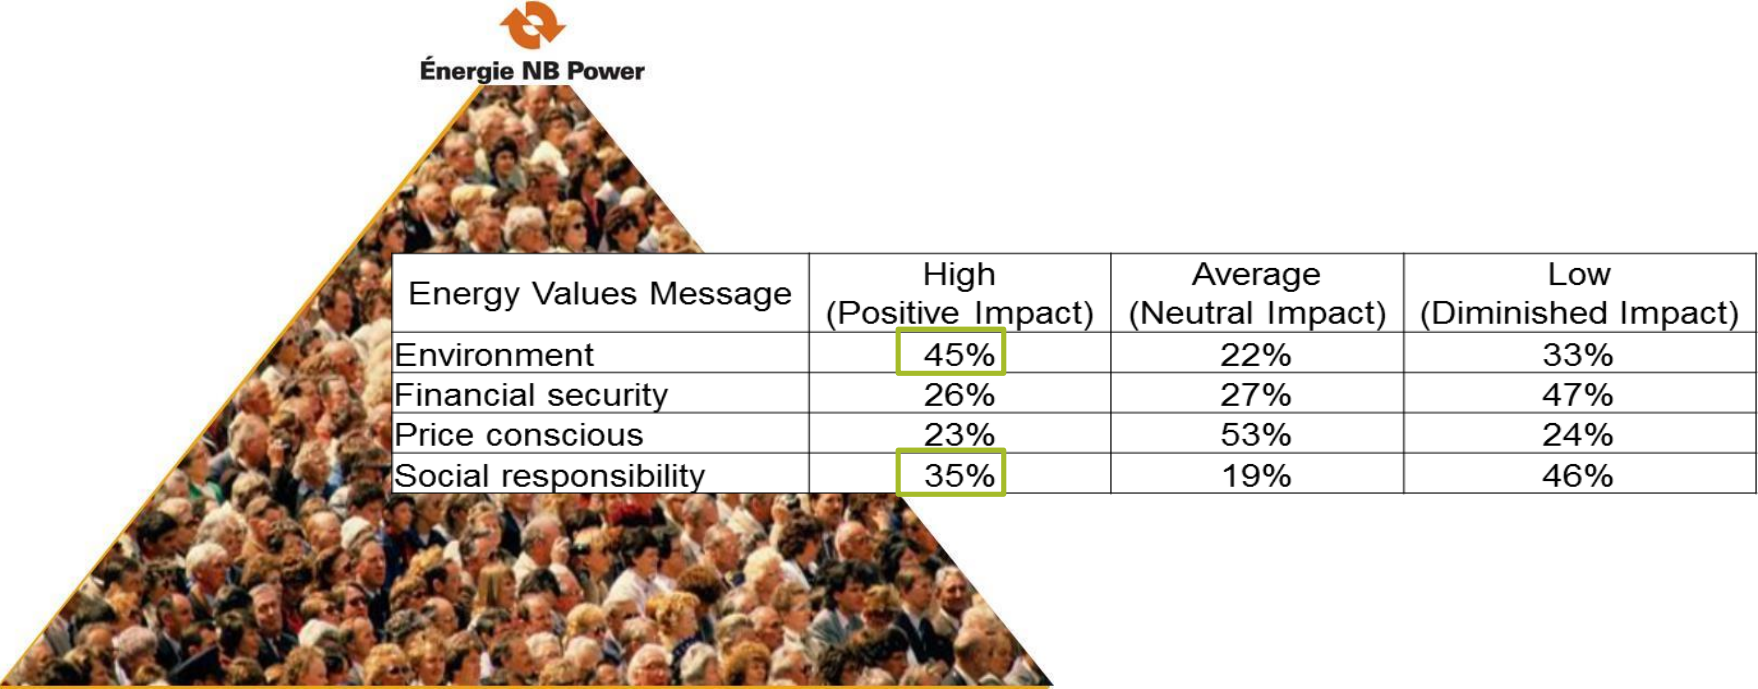 Énergie NB Power
Energy Values Message
High
(Positive Impact)
Average
(Neutral Impact)
Low
(Diminished Impact)
Environment 45% 22% 33%
Financial security 26% 27% 47%
Price conscious 23% 53% 24%
Social responsibility 35% 19% 46%